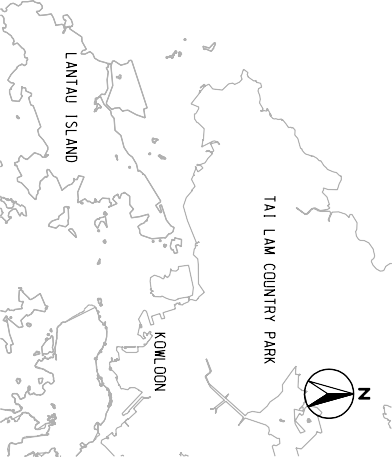 LANTAU ISLAND
TAI LAM COUNTRY PARK
KOWLOON
N